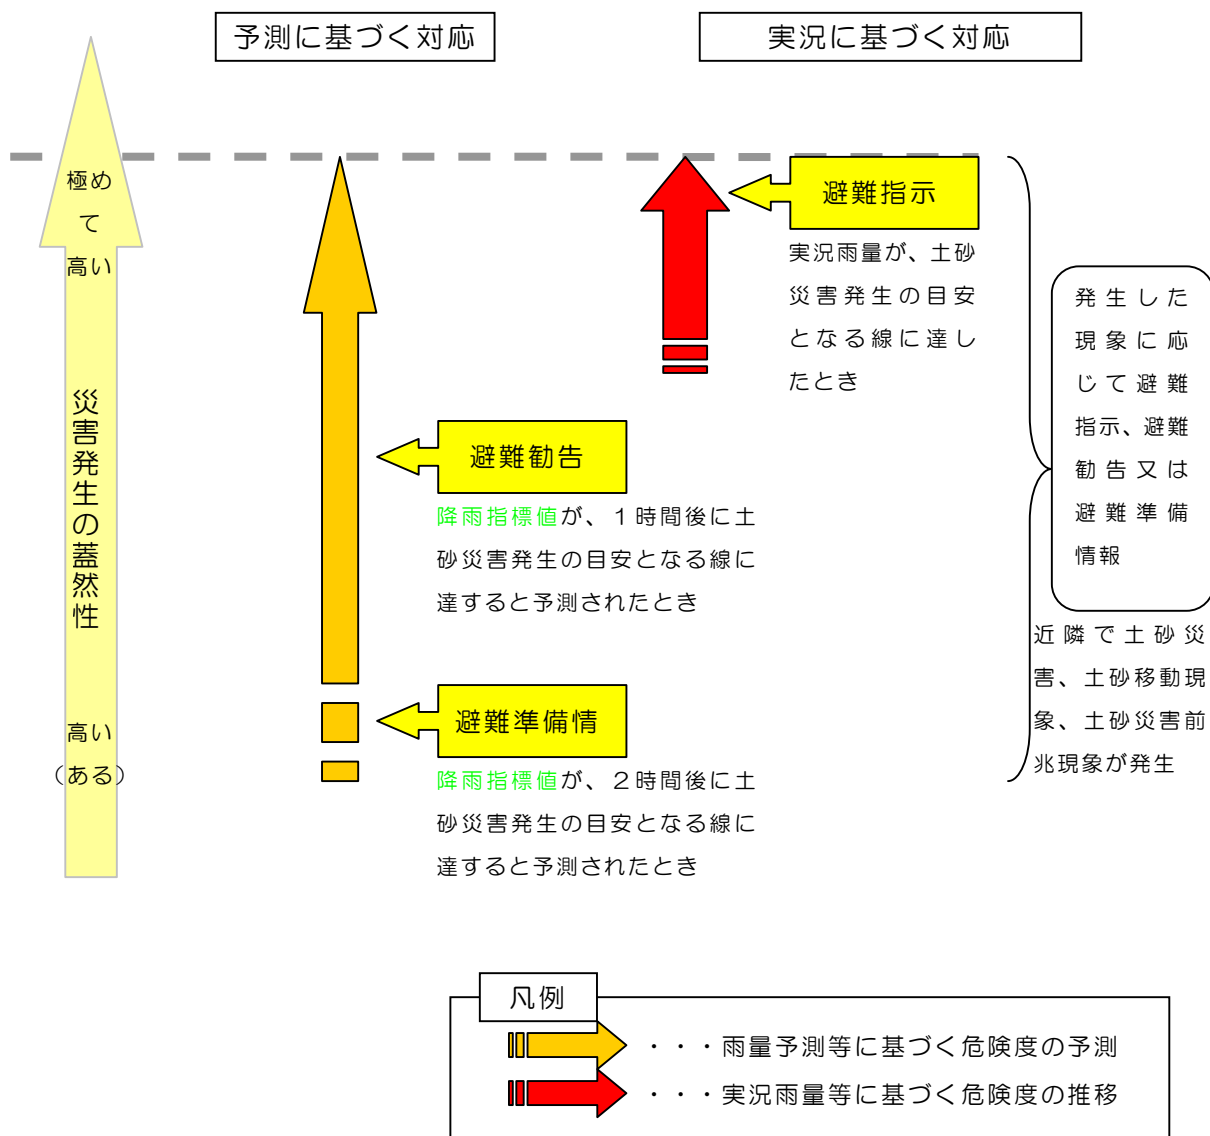 予測に基づく対応
実況に基づく対応
極め
て
高い
災害発生の蓋然性
高い
（ある）
避難指示
実況雨量が、土砂
災害発生の目安
となる線に達し
たとき
避難勧告
降雨指標値が、１時間後に土
砂災害発生の目安となる線に
達すると予測されたとき
避難準備情
降雨指標値が、２時間後に土
砂災害発生の目安となる線に
達すると予測されたとき
発生した
現象に応
じて避難
指示、避難
勧告又は
避難準備
情報
近隣で土砂災
害、土砂移動現
象、土砂災害前
兆現象が発生
凡例
・・・雨量予測等に基づく危険度の予測
・・・実況雨量等に基づく危険度の推移